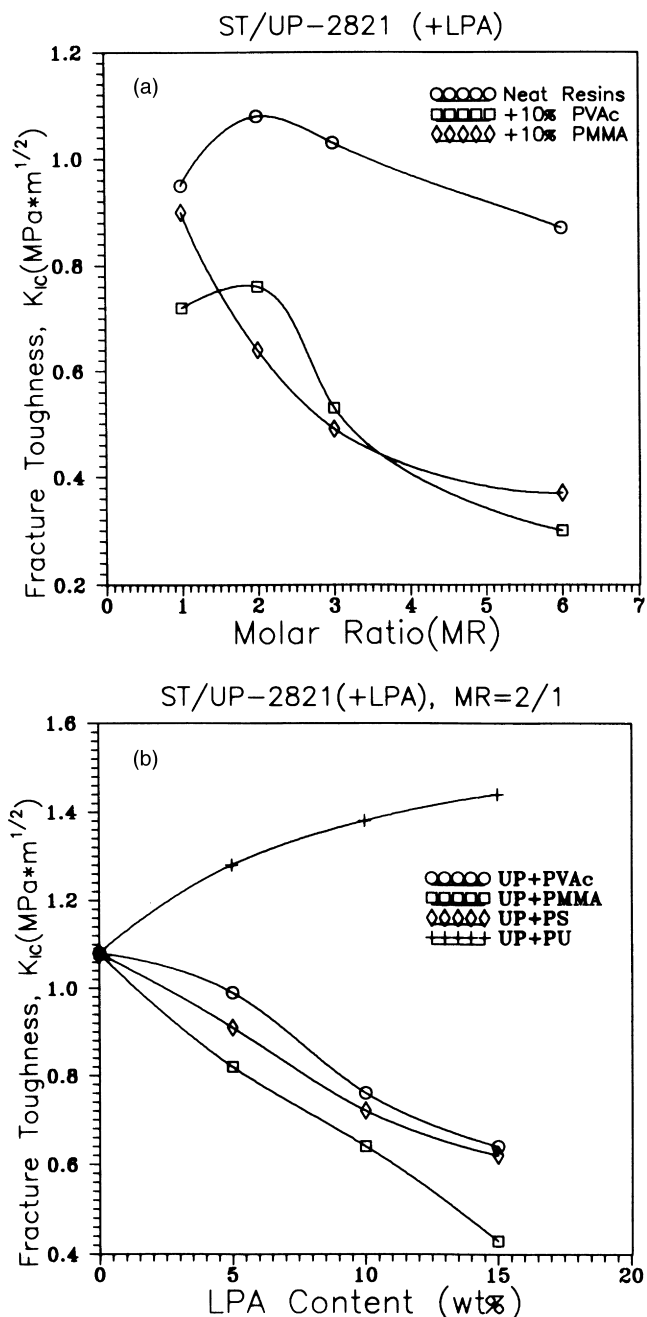 ST/UP-2821 (+LPA)
(a)
Neat Resins
+10% PVAc
+10% PMMA
Fracture Toughness, K_IC(MPa*m^1/2)
1.2
1.0
0.8
0.6
0.4
0.2
0 1 2 3 4 5 6 7
Molar Ratio(MR)
ST/UP-2821(+LPA), MR=2/1
(b)
UP+PVAc
UP+PMMA
UP+PS
UP+PU
Fracture Toughness, K_IC(MPa*m^1/2)
1.6
1.4
1.2
1.0
0.8
0.6
0.4
0 5 10 15 20
LPA Content (wt%)